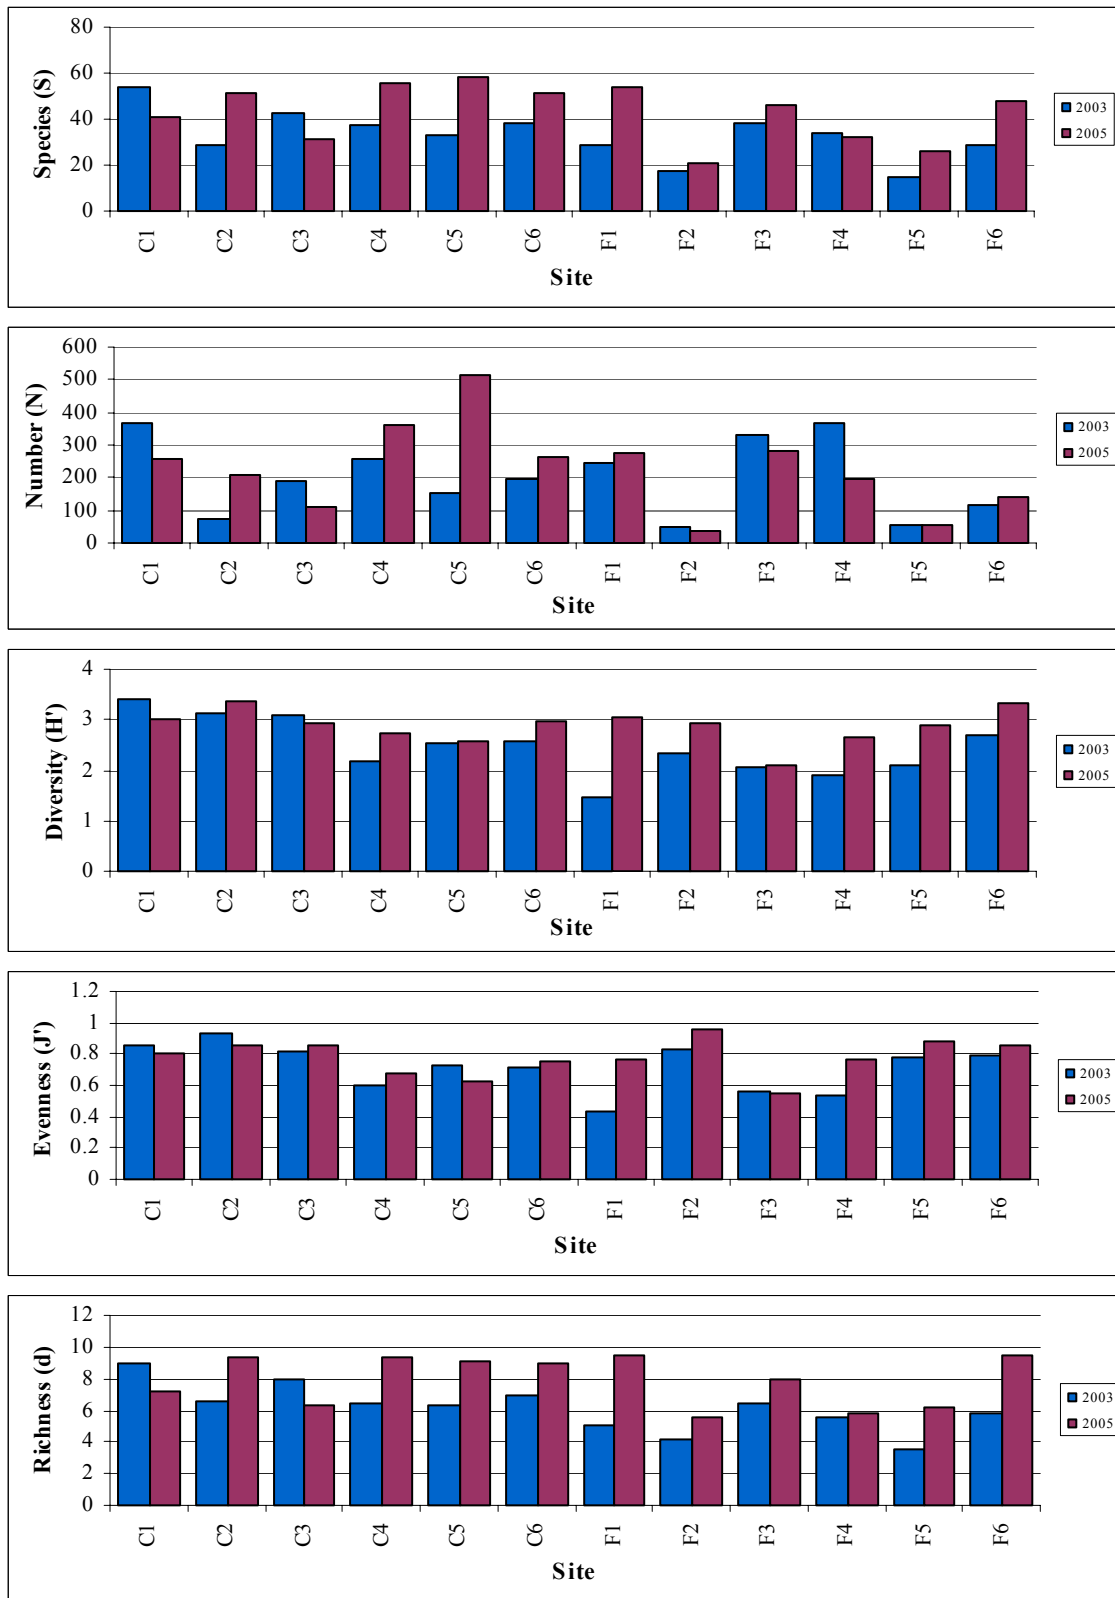 Species (S)
80
60
40
20
0
C1 C2 C3 C4 C5 C6 F1 F2 F3 F4 F5 F6
Site
2003
2005
Number (N)
600
500
400
300
200
100
0
C1 C2 C3 C4 C5 C6 F1 F2 F3 F4 F5 F6
Site
2003
2005
Diversity (H')
4
3
2
1
0
C1 C2 C3 C4 C5 C6 F1 F2 F3 F4 F5 F6
Site
2003
2005
Evenness (J')
1.2
1
0.8
0.6
0.4
0.2
0
C1 C2 C3 C4 C5 C6 F1 F2 F3 F4 F5 F6
Site
2003
2005
Richness (d)
12
10
8
6
4
2
0
C1 C2 C3 C4 C5 C6 F1 F2 F3 F4 F5 F6
Site
2003
2005